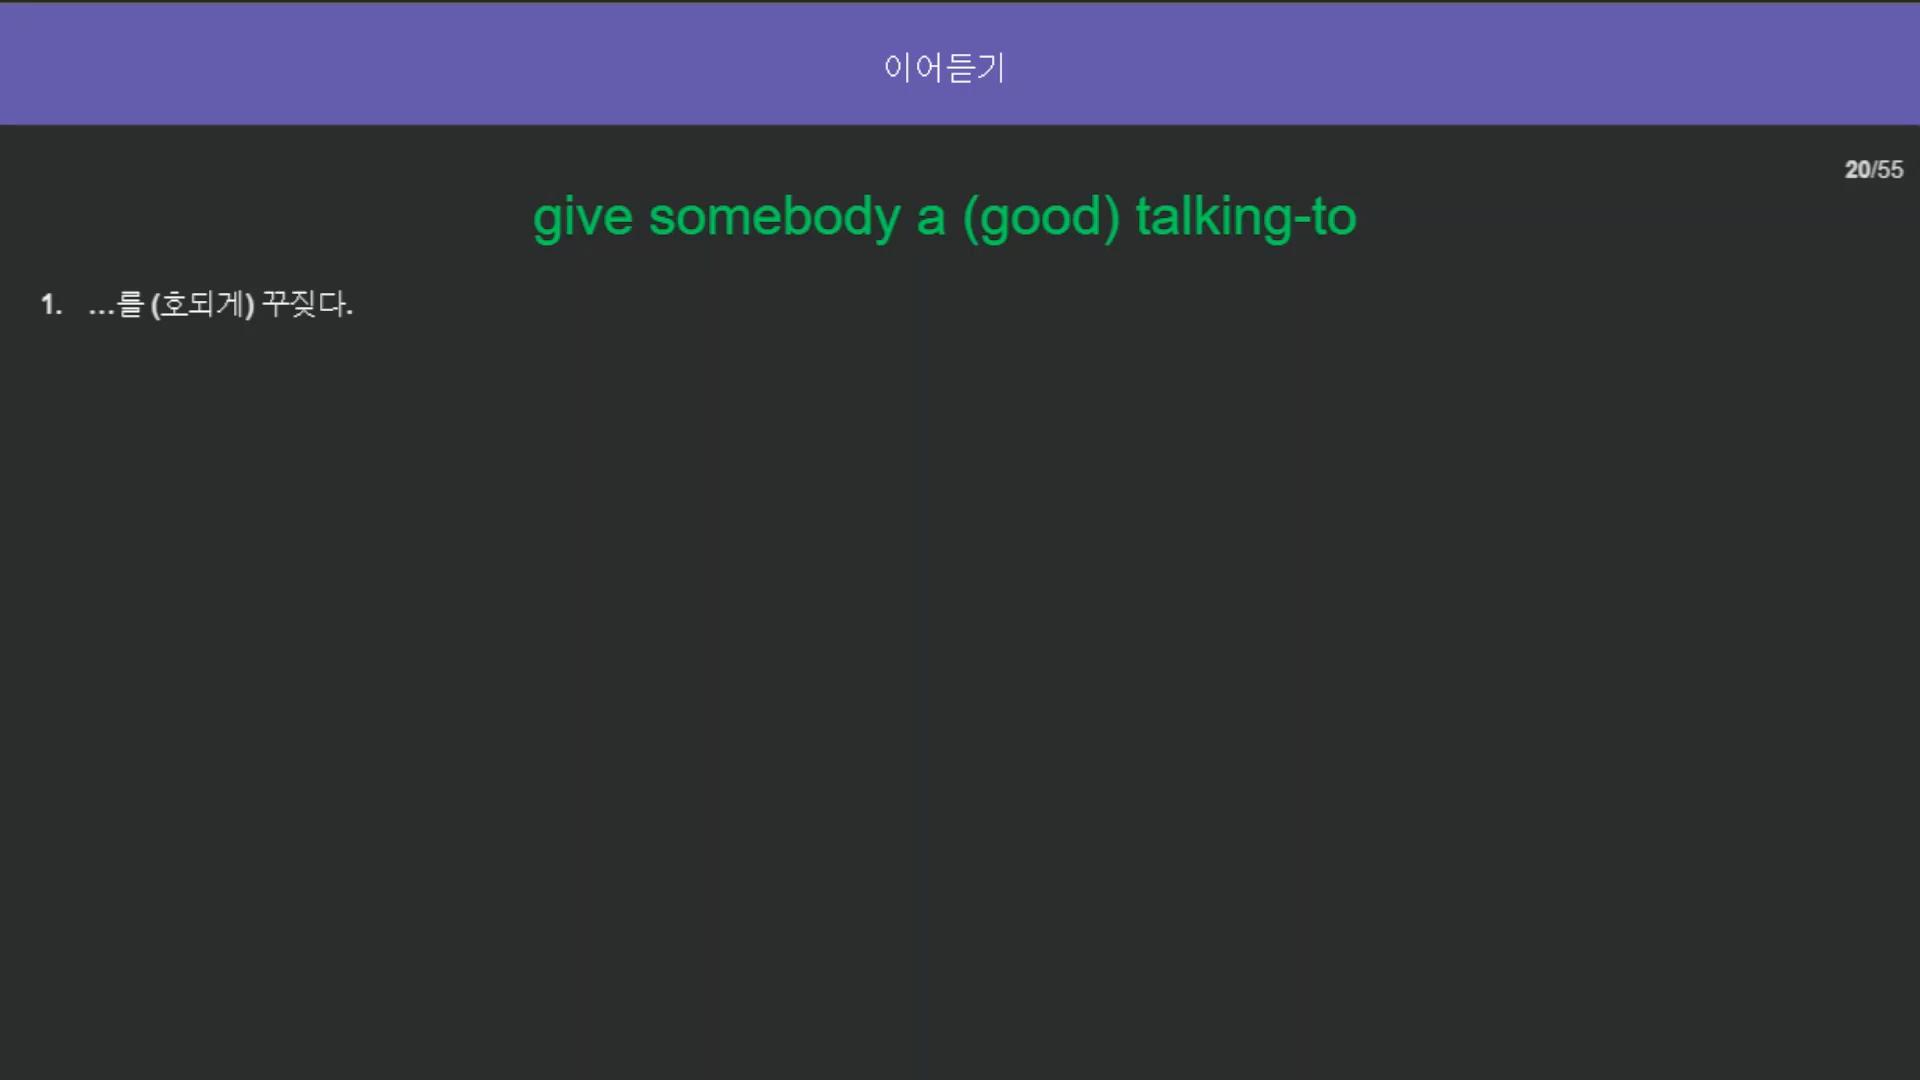 이어듣기
20/55
give somebody a (good) talking-to
1. ...를 (호되게) 꾸짖다.